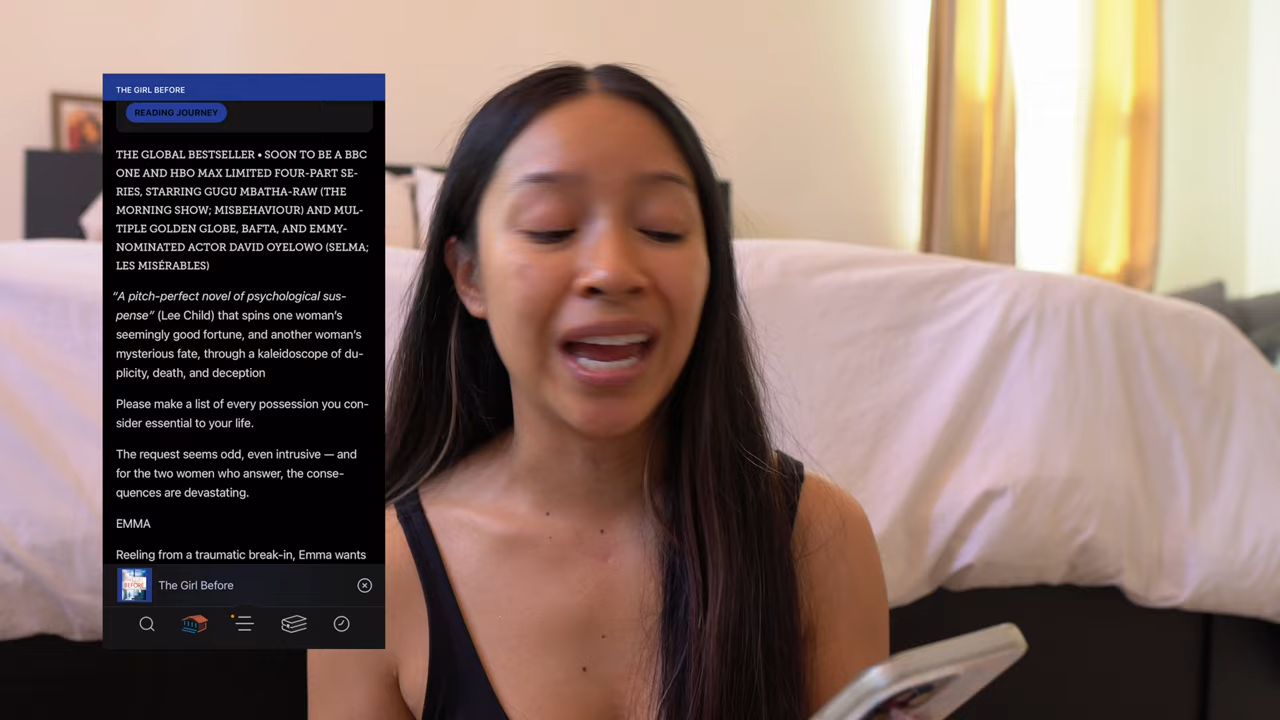 THE GIRL BEFORE
READING JOURNEY
THE GLOBAL BESTSELLER • SOON TO BE A BBC
ONE AND HBO MAX LIMITED FOUR-PART SE-
RIES, STARRING GUGU MBATHA-RAW (THE
MORNING SHOW; MISBEHAVIOUR) AND MUL-
TIPLE GOLDEN GLOBE, BAFTA, AND EMMY-
NOMINATED ACTOR DAVID OYELOWO (SELMA;
LES MISÉRABLES)
“A pitch-perfect novel of psychological sus-
pense” (Lee Child) that spins one woman’s
seemingly good fortune, and another woman’s
mysterious fate, through a kaleidoscope of du-
plicity, death, and deception
Please make a list of every possession you con-
sider essential to your life.
The request seems odd, even intrusive — and
for the two women who answer, the conse-
quences are devastating.
EMMA
Reeling from a traumatic break-in, Emma wants
BEFORE
The Girl Before